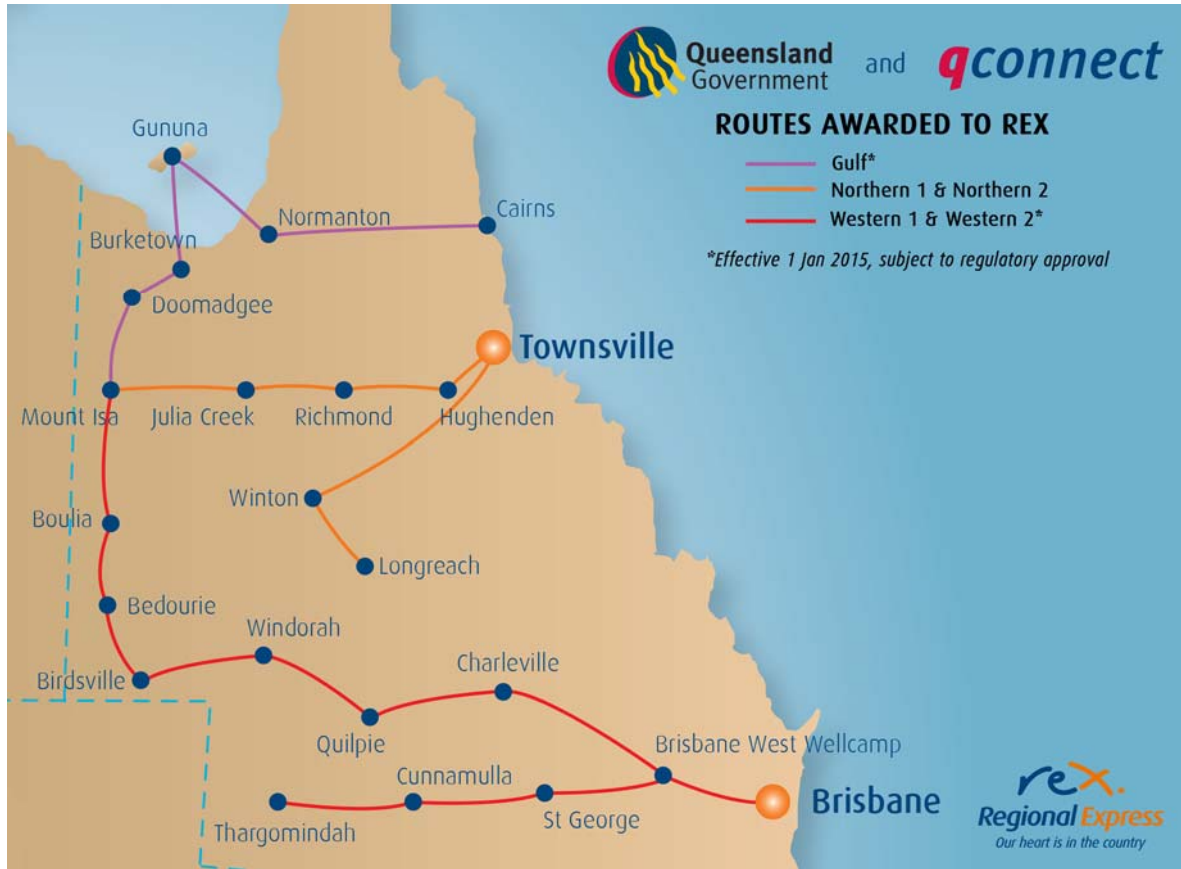 Queensland
Government
and
qconnect
ROUTES AWARDED TO REX
Gulf*
Northern 1 & Northern 2
Western 1 & Western 2*
*Effective 1 Jan 2015, subject to regulatory approval
Gununa
Normanton
Cairns
Burketown
Doomadgee
Townsville
Mount Isa
Julia Creek
Richmond
Hughenden
Winton
Boulia
Longreach
Bedourie
Windorah
Birdsville
Charleville
Quilpie
Brisbane West Wellcamp
Cunnamulla
Thargomindah
St George
Brisbane
rex.
Regional Express
Our heart is in the country